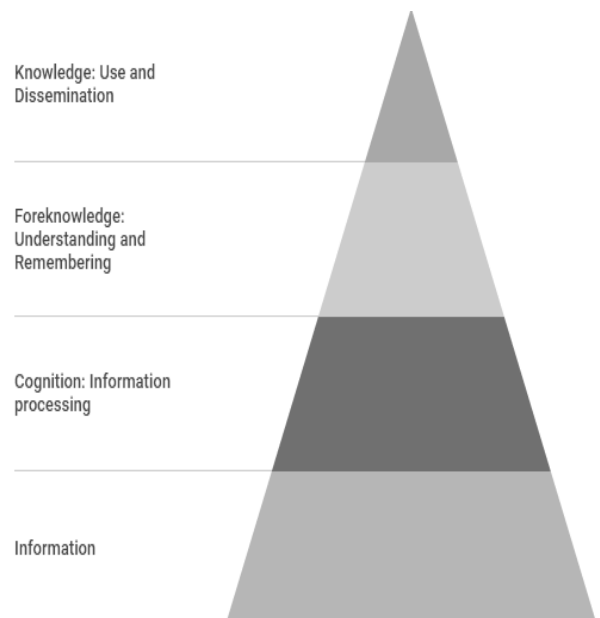 Knowledge: Use and
Dissemination
Foreknowledge:
Understanding and
Remembering
Cognition: Information
processing
Information